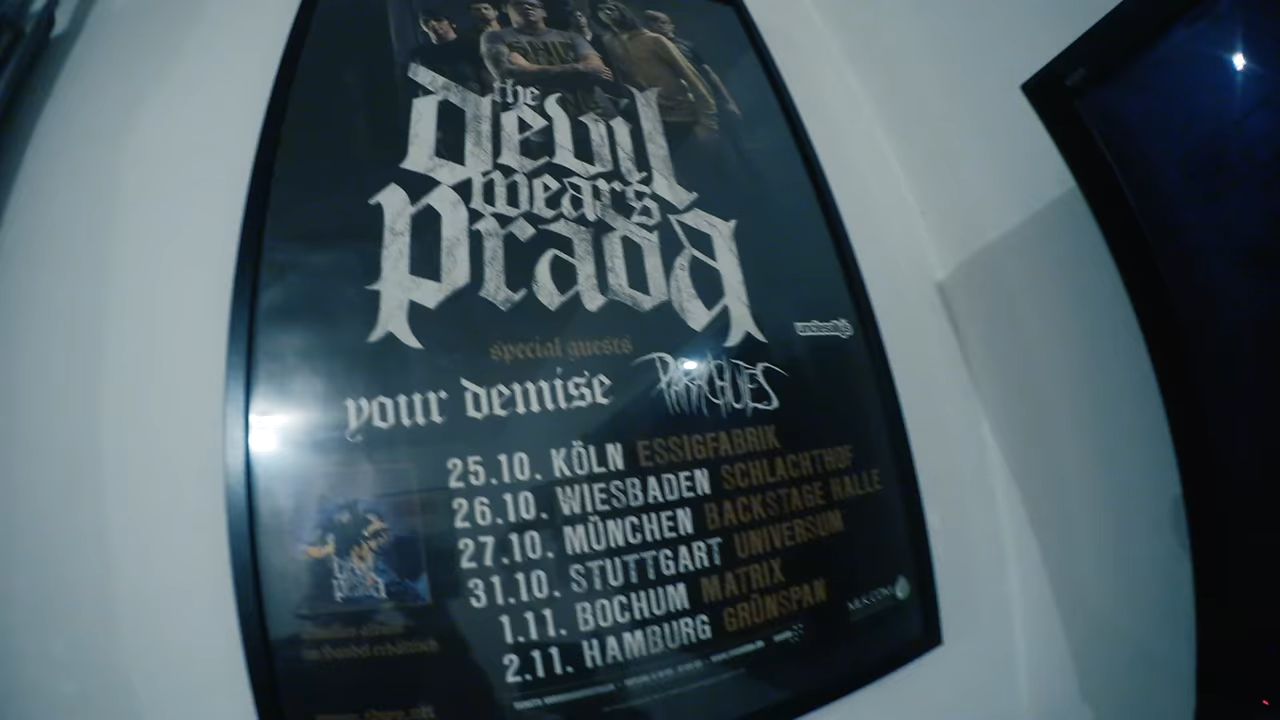 the
devil
wears
prada
special guests
your demise
25.10. KÖLN ESSIGFABRIK
26.10. WIESBADEN SCHLACHTHOF
27.10. MÜNCHEN BACKSTAGE HALLE
31.10. STUTTGART UNIVERSUM
1.11. BOCHUM MATRIX
2.11. HAMBURG GRÜNSPAN